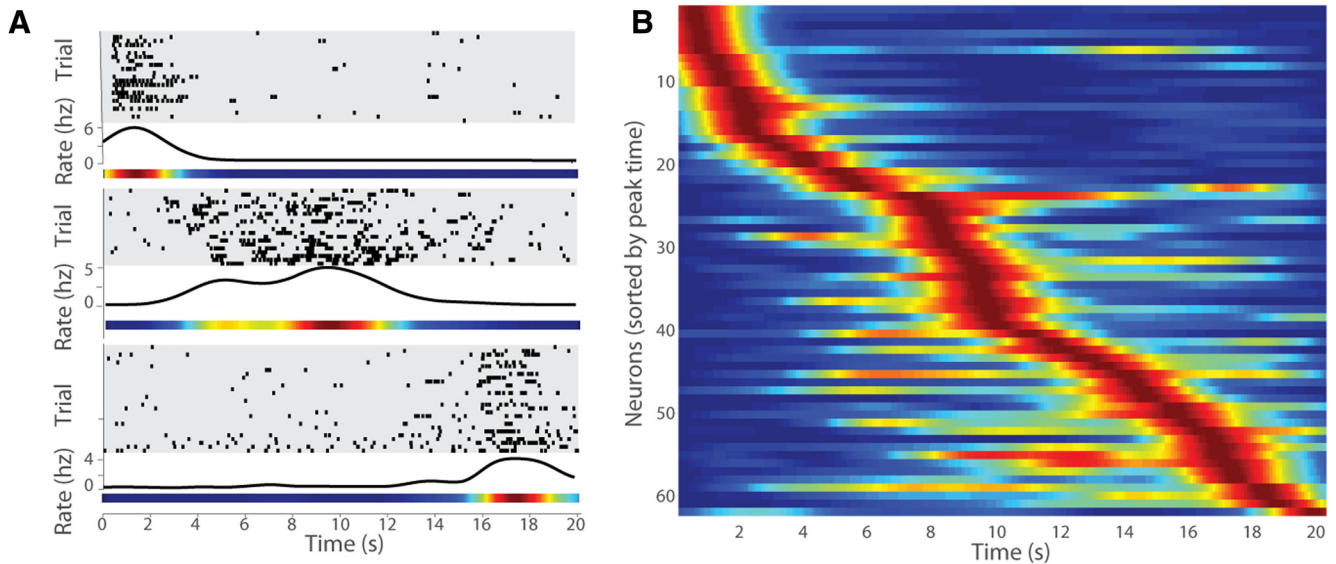 A
Trial
Rate (hz)
6
0
Trial
Rate (hz)
5
0
Trial
Rate (hz)
4
0
0 2 4 6 8 10 12 14 16 18 20
Time (s)
B
Neurons (sorted by peak time)
10
20
30
40
50
60
2 4 6 8 10 12 14 16 18 20
Time (s)